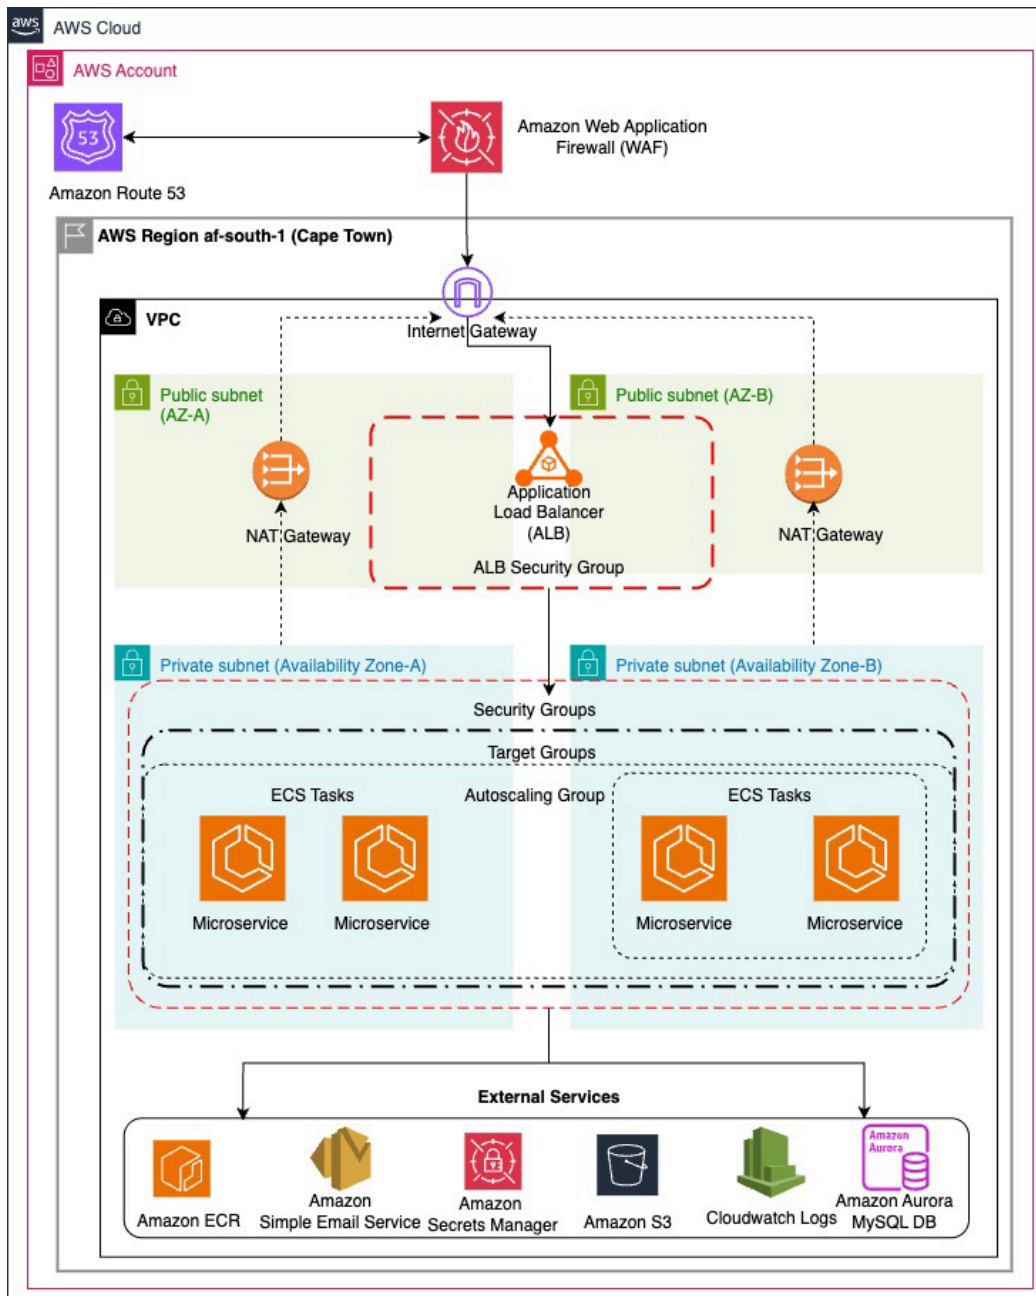 aws
AWS Cloud
AWS Account
53
Amazon Web Application
Firewall (WAF)
Amazon Route 53
AWS Region af-south-1 (Cape Town)
VPC
Internet Gateway
Public subnet
(AZ-A)
Public subnet (AZ-B)
Application
Load Balancer
(ALB)
NAT Gateway
NAT Gateway
ALB Security Group
Private subnet (Availability Zone-A)
Private subnet (Availability Zone-B)
Security Groups
Target Groups
ECS Tasks
Autoscaling Group
ECS Tasks
Microservice
Microservice
Microservice
Microservice
External Services
Amazon
Aurora
Amazon ECR
Amazon
Simple Email Service
Amazon
Secrets Manager
Amazon S3
Cloudwatch Logs
Amazon Aurora
MySQL DB